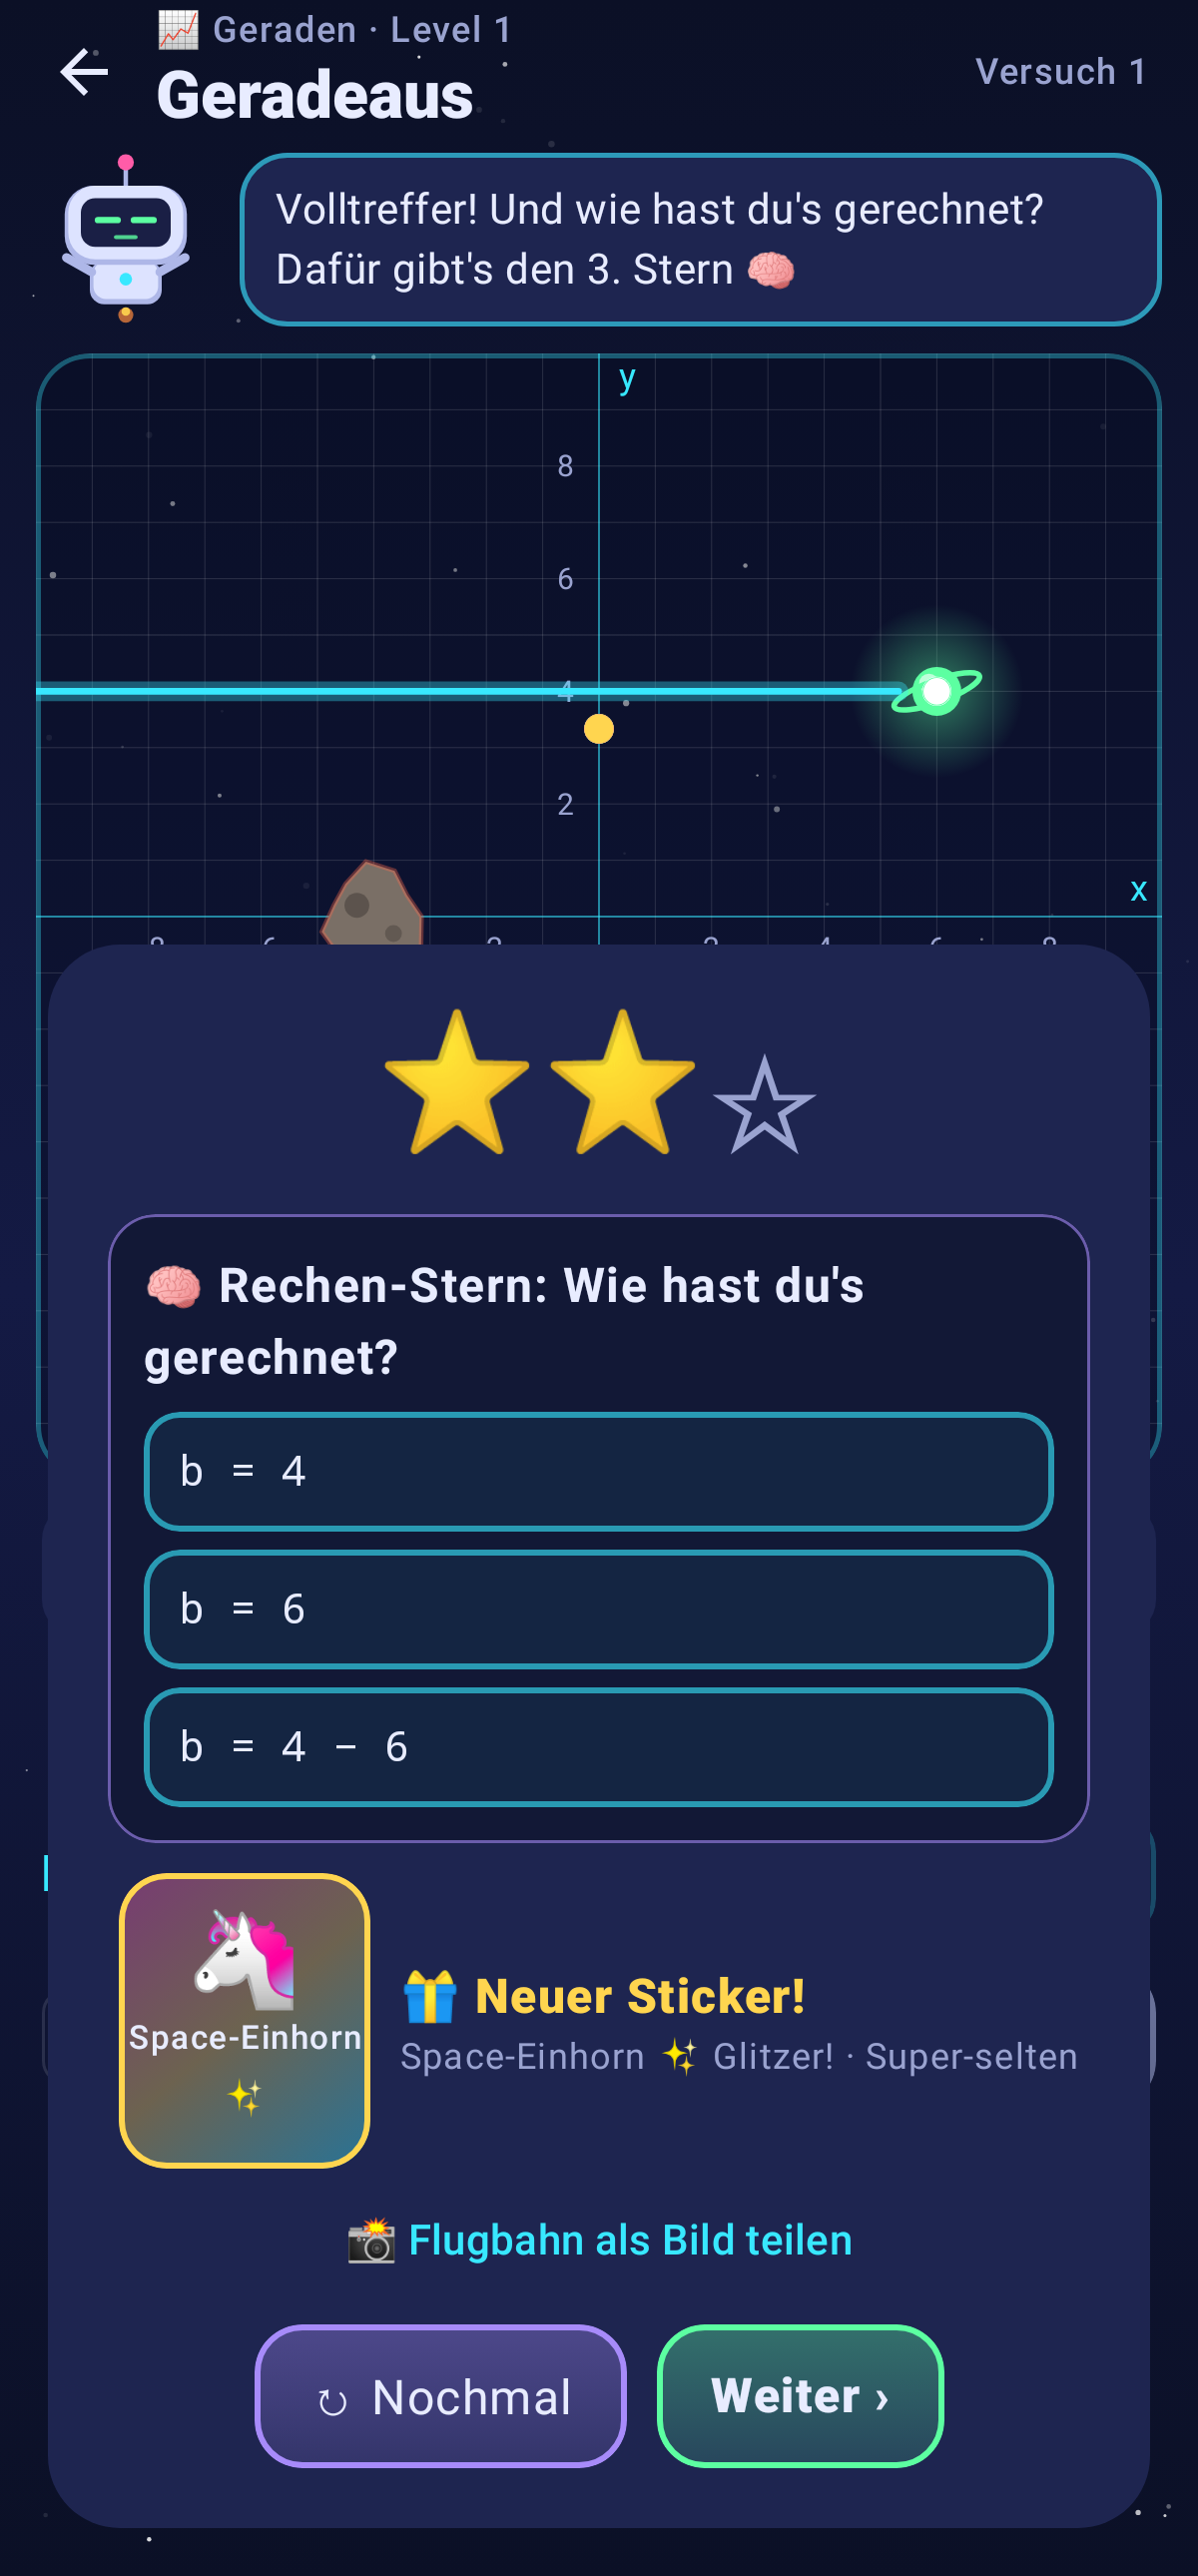 📈 Geraden · Level 1
Geradeaus
Versuch 1
Volltreffer! Und wie hast du's gerechnet?
Dafür gibt's den 3. Stern 🧠
y
8
6
4
2
x
🧠 Rechen-Stern: Wie hast du's
gerechnet?
b = 4
b = 6
b = 4 − 6
Space-Einhorn
✨
🎁 Neuer Sticker!
Space-Einhorn ✨ Glitzer! · Super-selten
📸 Flugbahn als Bild teilen
↻ Nochmal
Weiter ›